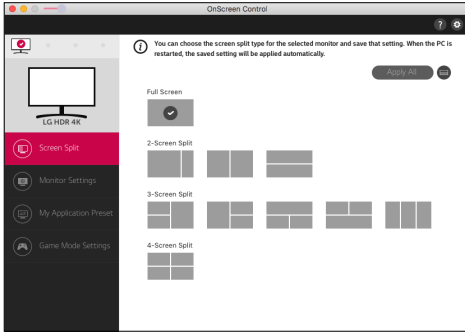 OnScreen Control
?
i
You can choose the screen split type for the selected monitor and save that setting. When the PC is
restarted, the saved setting will be applied automatically.
Apply All
LG HDR 4K
Full Screen
Screen Split
2-Screen Split
Monitor Settings
3-Screen Split
My Application Preset
Game Mode Settings
4-Screen Split